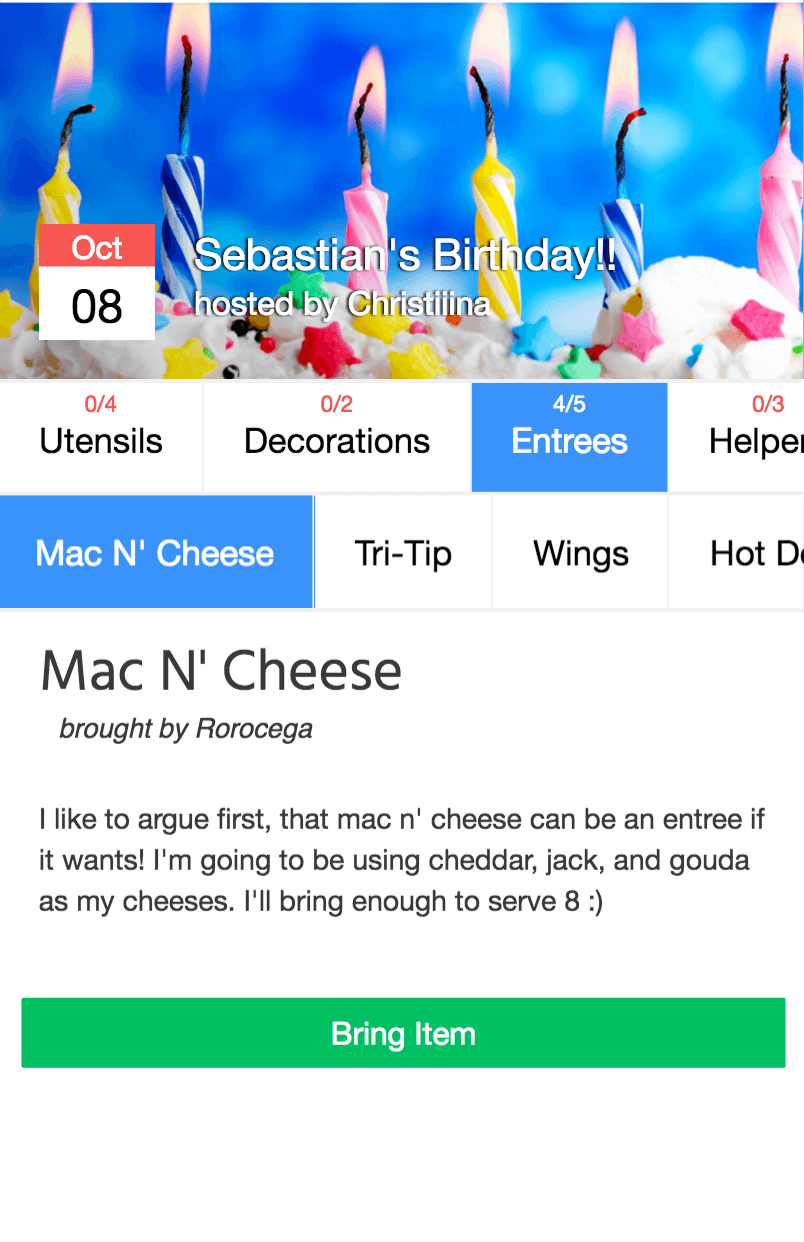 Oct
08
Sebastian's Birthday!!
hosted by Christiiiina
0/4
Utensils
0/2
Decorations
4/5
Entrees
0/3
Helper
Mac N' Cheese
Tri-Tip
Wings
Hot Do
Mac N' Cheese
brought by Rorocega
I like to argue first, that mac n' cheese can be an entree if
it wants! I'm going to be using cheddar, jack, and gouda
as my cheeses. I'll bring enough to serve 8 :)
Bring Item